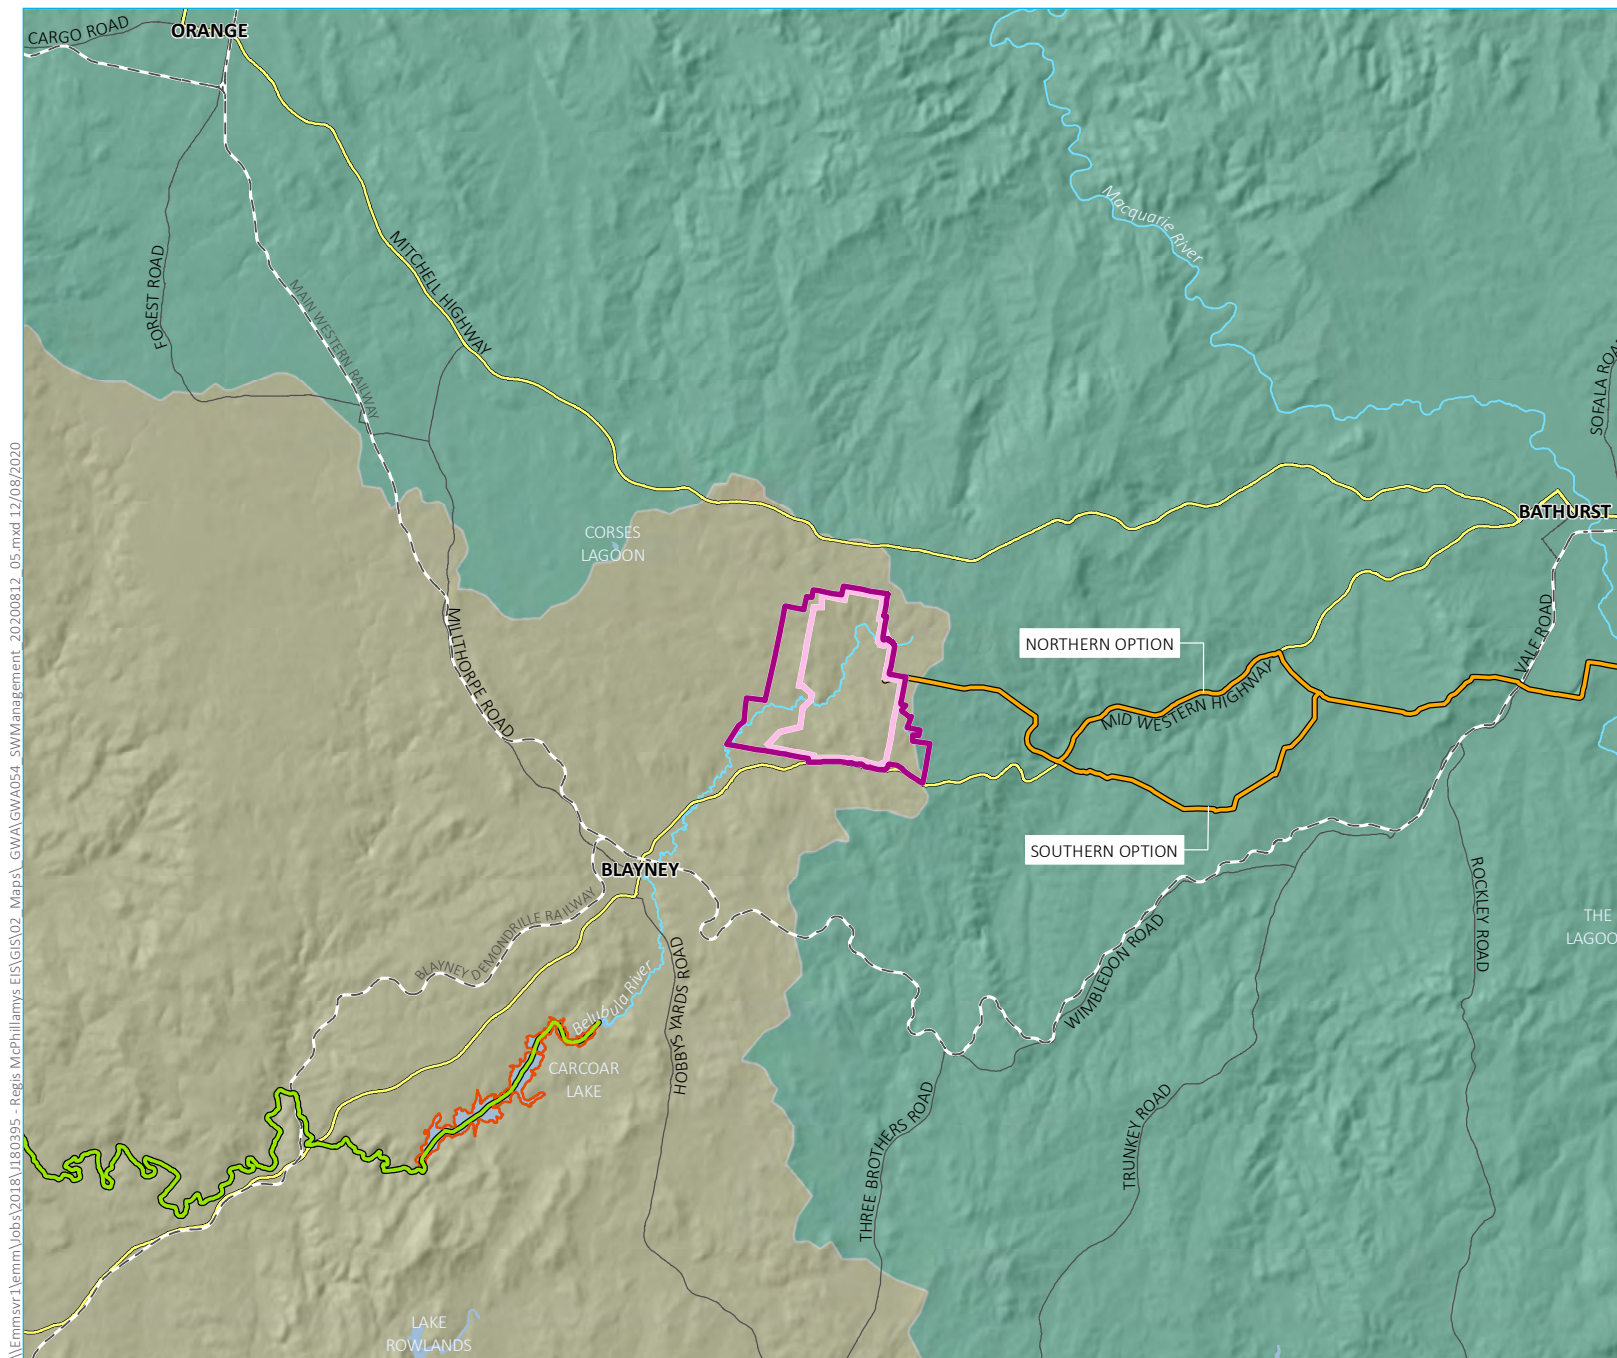 CARGO ROAD
ORANGE
FOREST ROAD
MAIN WESTERN RAILWAY
MITCHELL HIGHWAY
Macquarie River
SOFALA ROA
CORSES
LAGOON
BATHURST
MILLTHORPE ROAD
NORTHERN OPTION
MID WESTERN HIGHWAY
VALE ROAD
SOUTHERN OPTION
BLAYNEY
BLAYNEY DEMONDRILLE RAILWAY
Belubula River
HOBBYS YARDS ROAD
CARCOAR
LAKE
WIMBLEDON ROAD
ROCKLEY ROAD
THE
LAGOO
THREE BROTHERS ROAD
TRUNKEY ROAD
LAKE
ROWLANDS
\\Emmsvr1\emm\Jobs\2018\J180395 - Regis McPhillamys EIS\GIS\02_Maps\_GWA\GWA054_SWManagement_20200812_05.mxd 12/08/2020